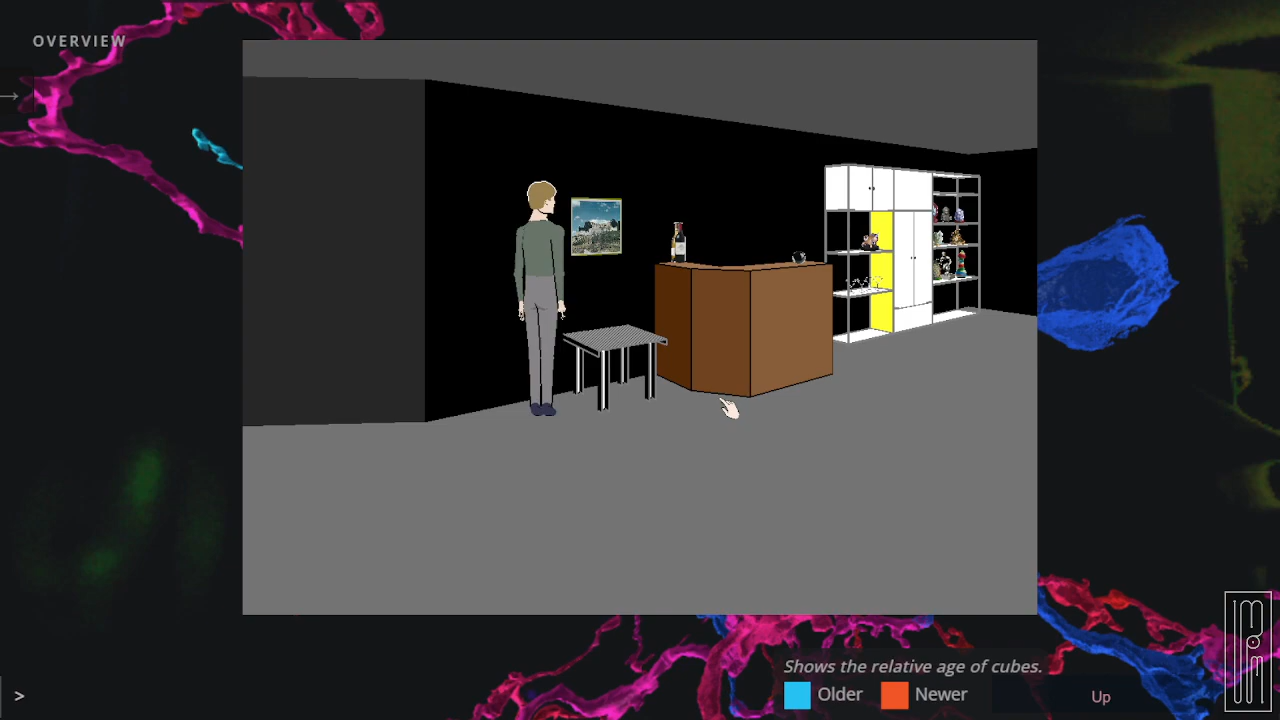 OVERVIEW
→
Shows the relative age of cubes.
Older
Newer
>
Up